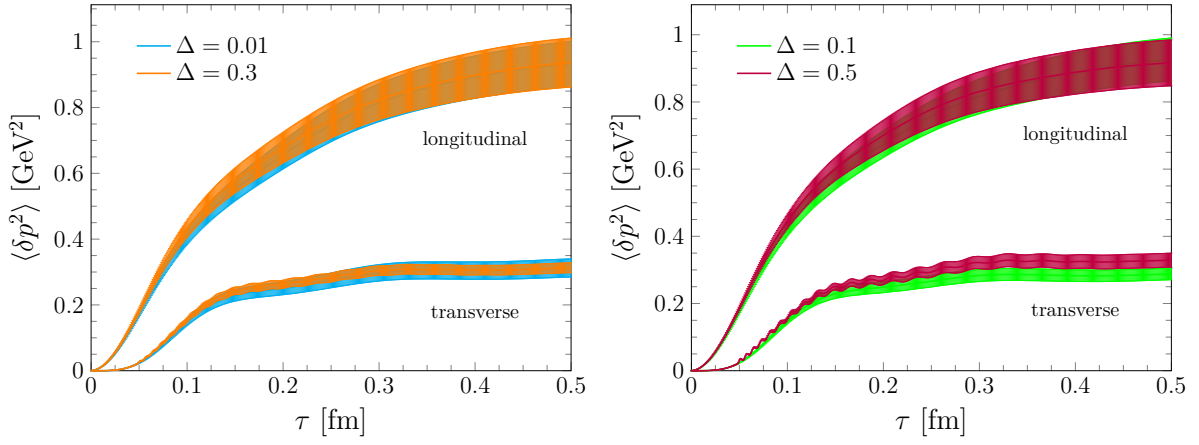 1
0.8
0.6
0.4
0.2
0
⟨δp²⟩ [GeV²]
Δ = 0.01
Δ = 0.3
longitudinal
transverse
0 0.1 0.2 0.3 0.4 0.5
τ [fm]
1
0.8
0.6
0.4
0.2
0
⟨δp²⟩ [GeV²]
Δ = 0.1
Δ = 0.5
longitudinal
transverse
0 0.1 0.2 0.3 0.4 0.5
τ [fm]